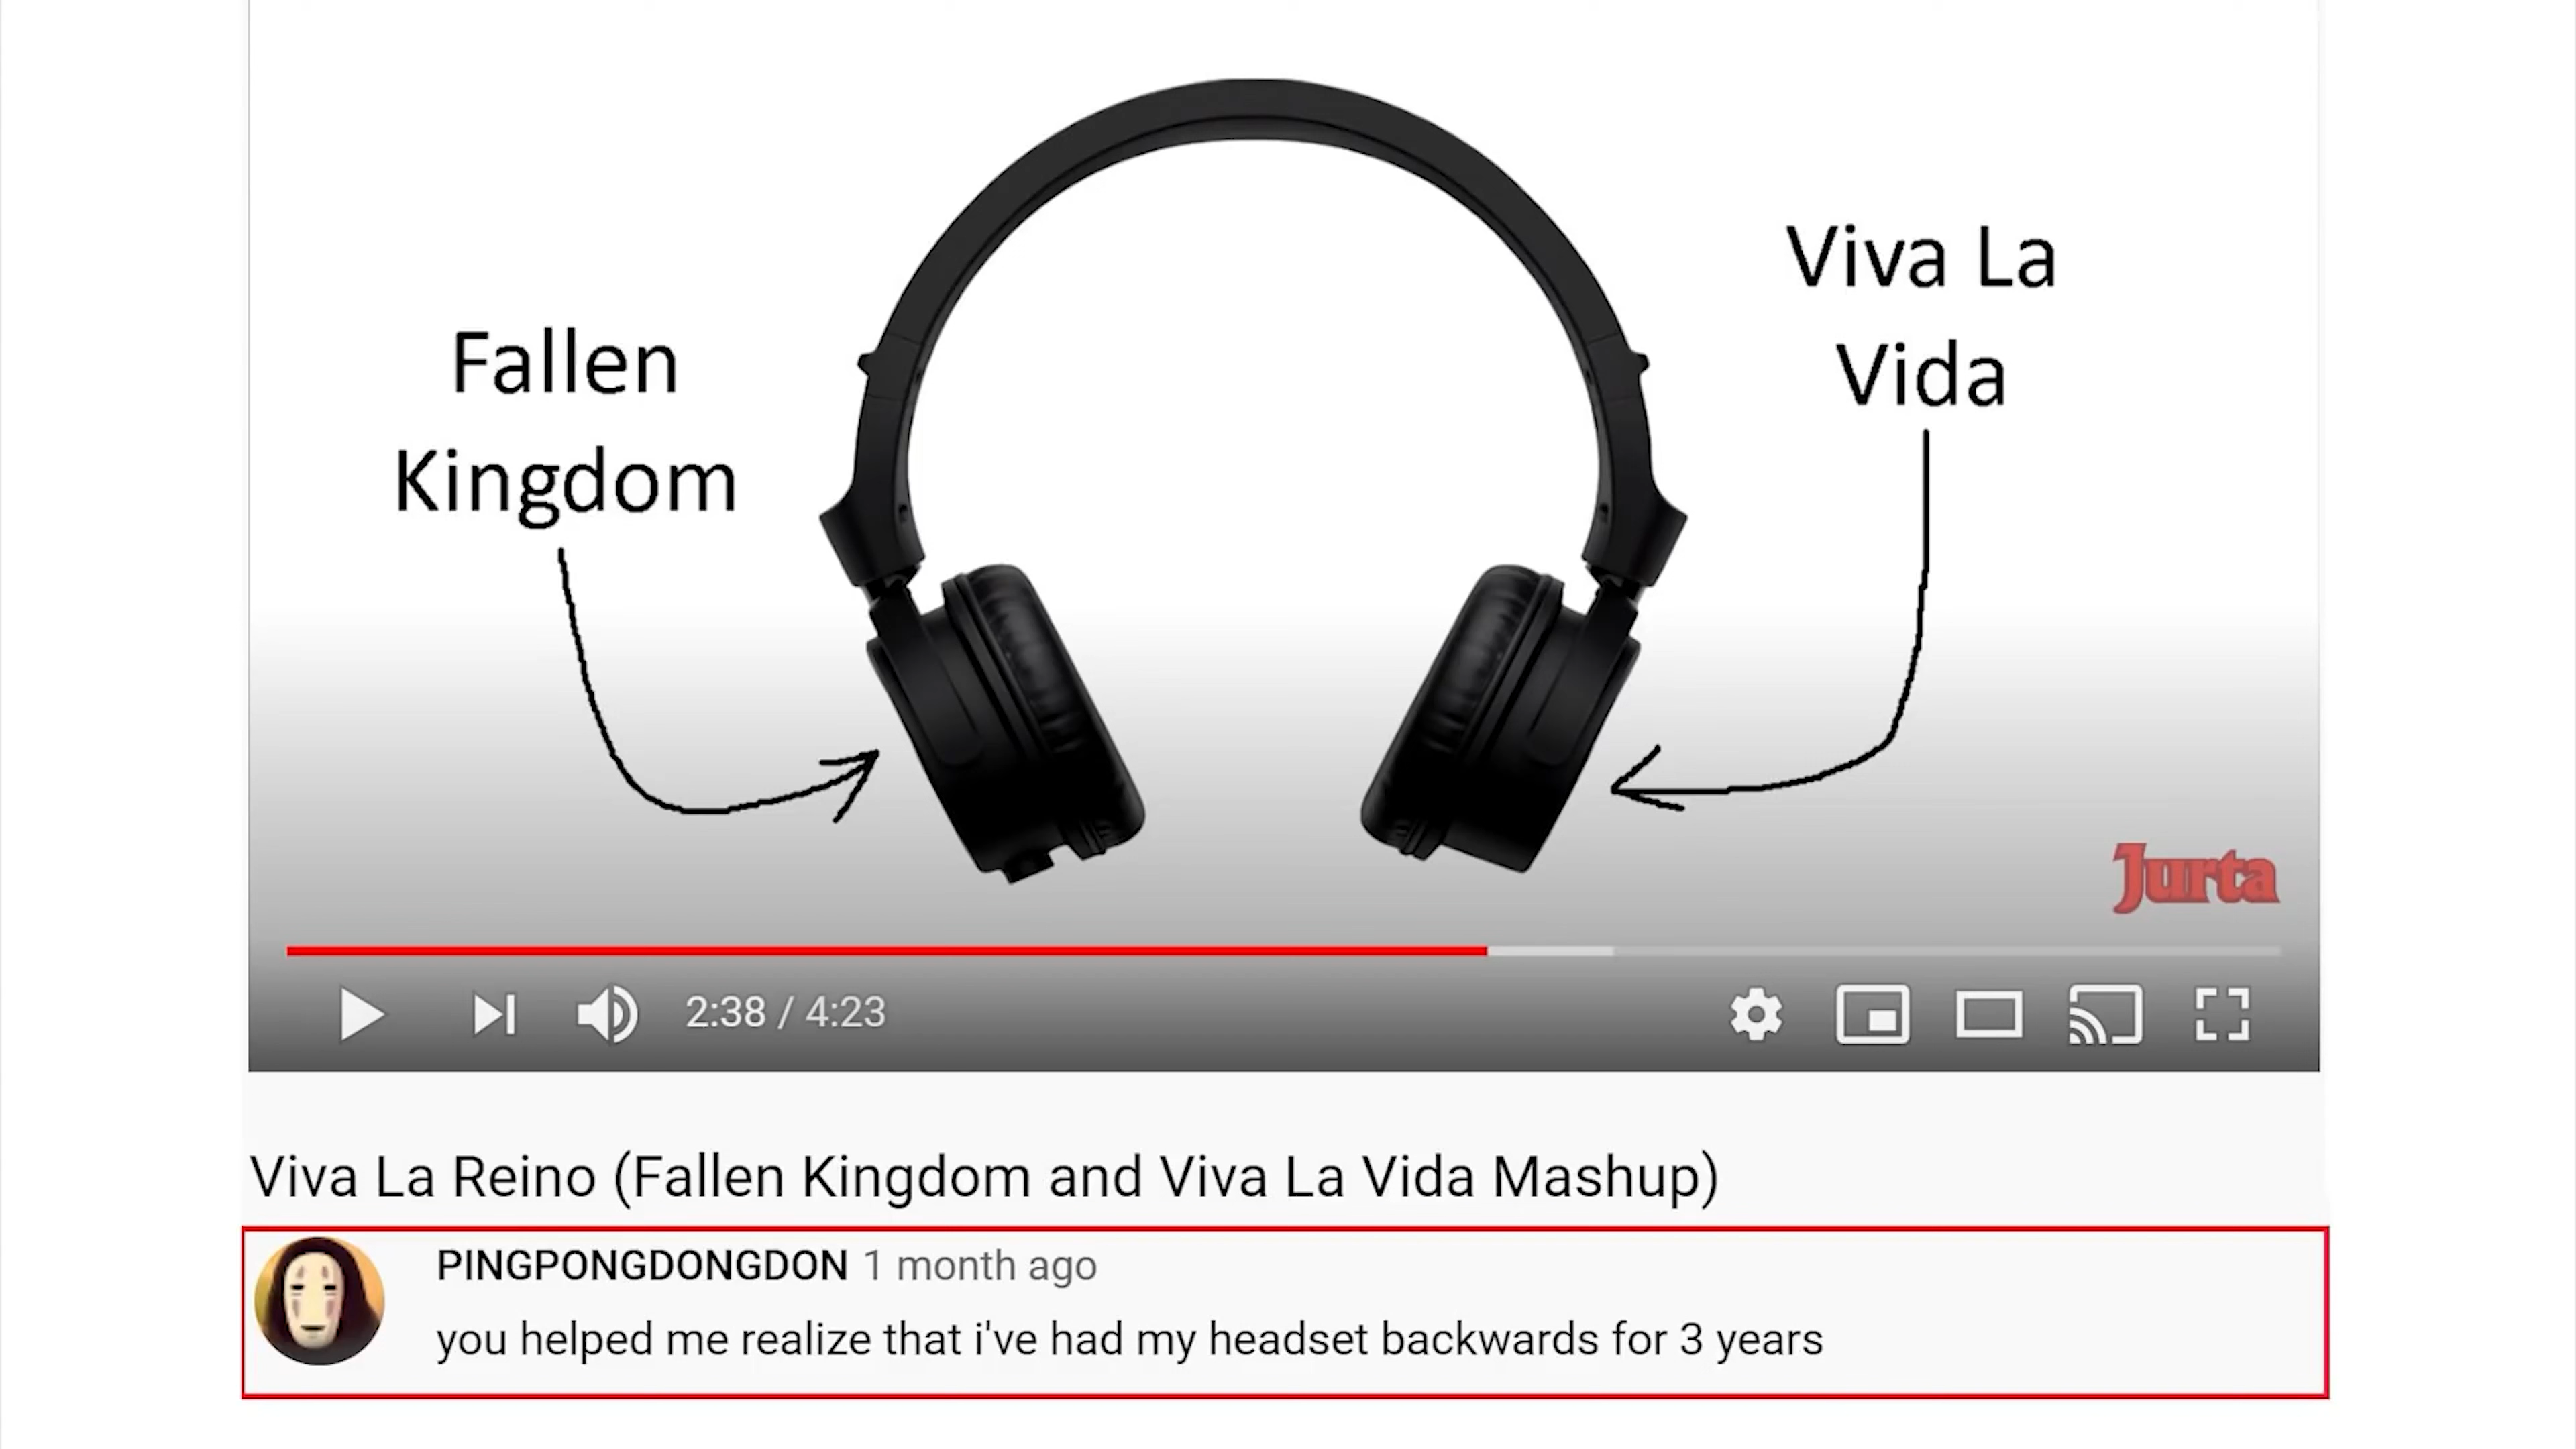 Fallen
Kingdom
Viva La
Vida
Jurta
2:38 / 4:23
Viva La Reino (Fallen Kingdom and Viva La Vida Mashup)
PINGPONGDONGDON 1 month ago
you helped me realize that i've had my headset backwards for 3 years